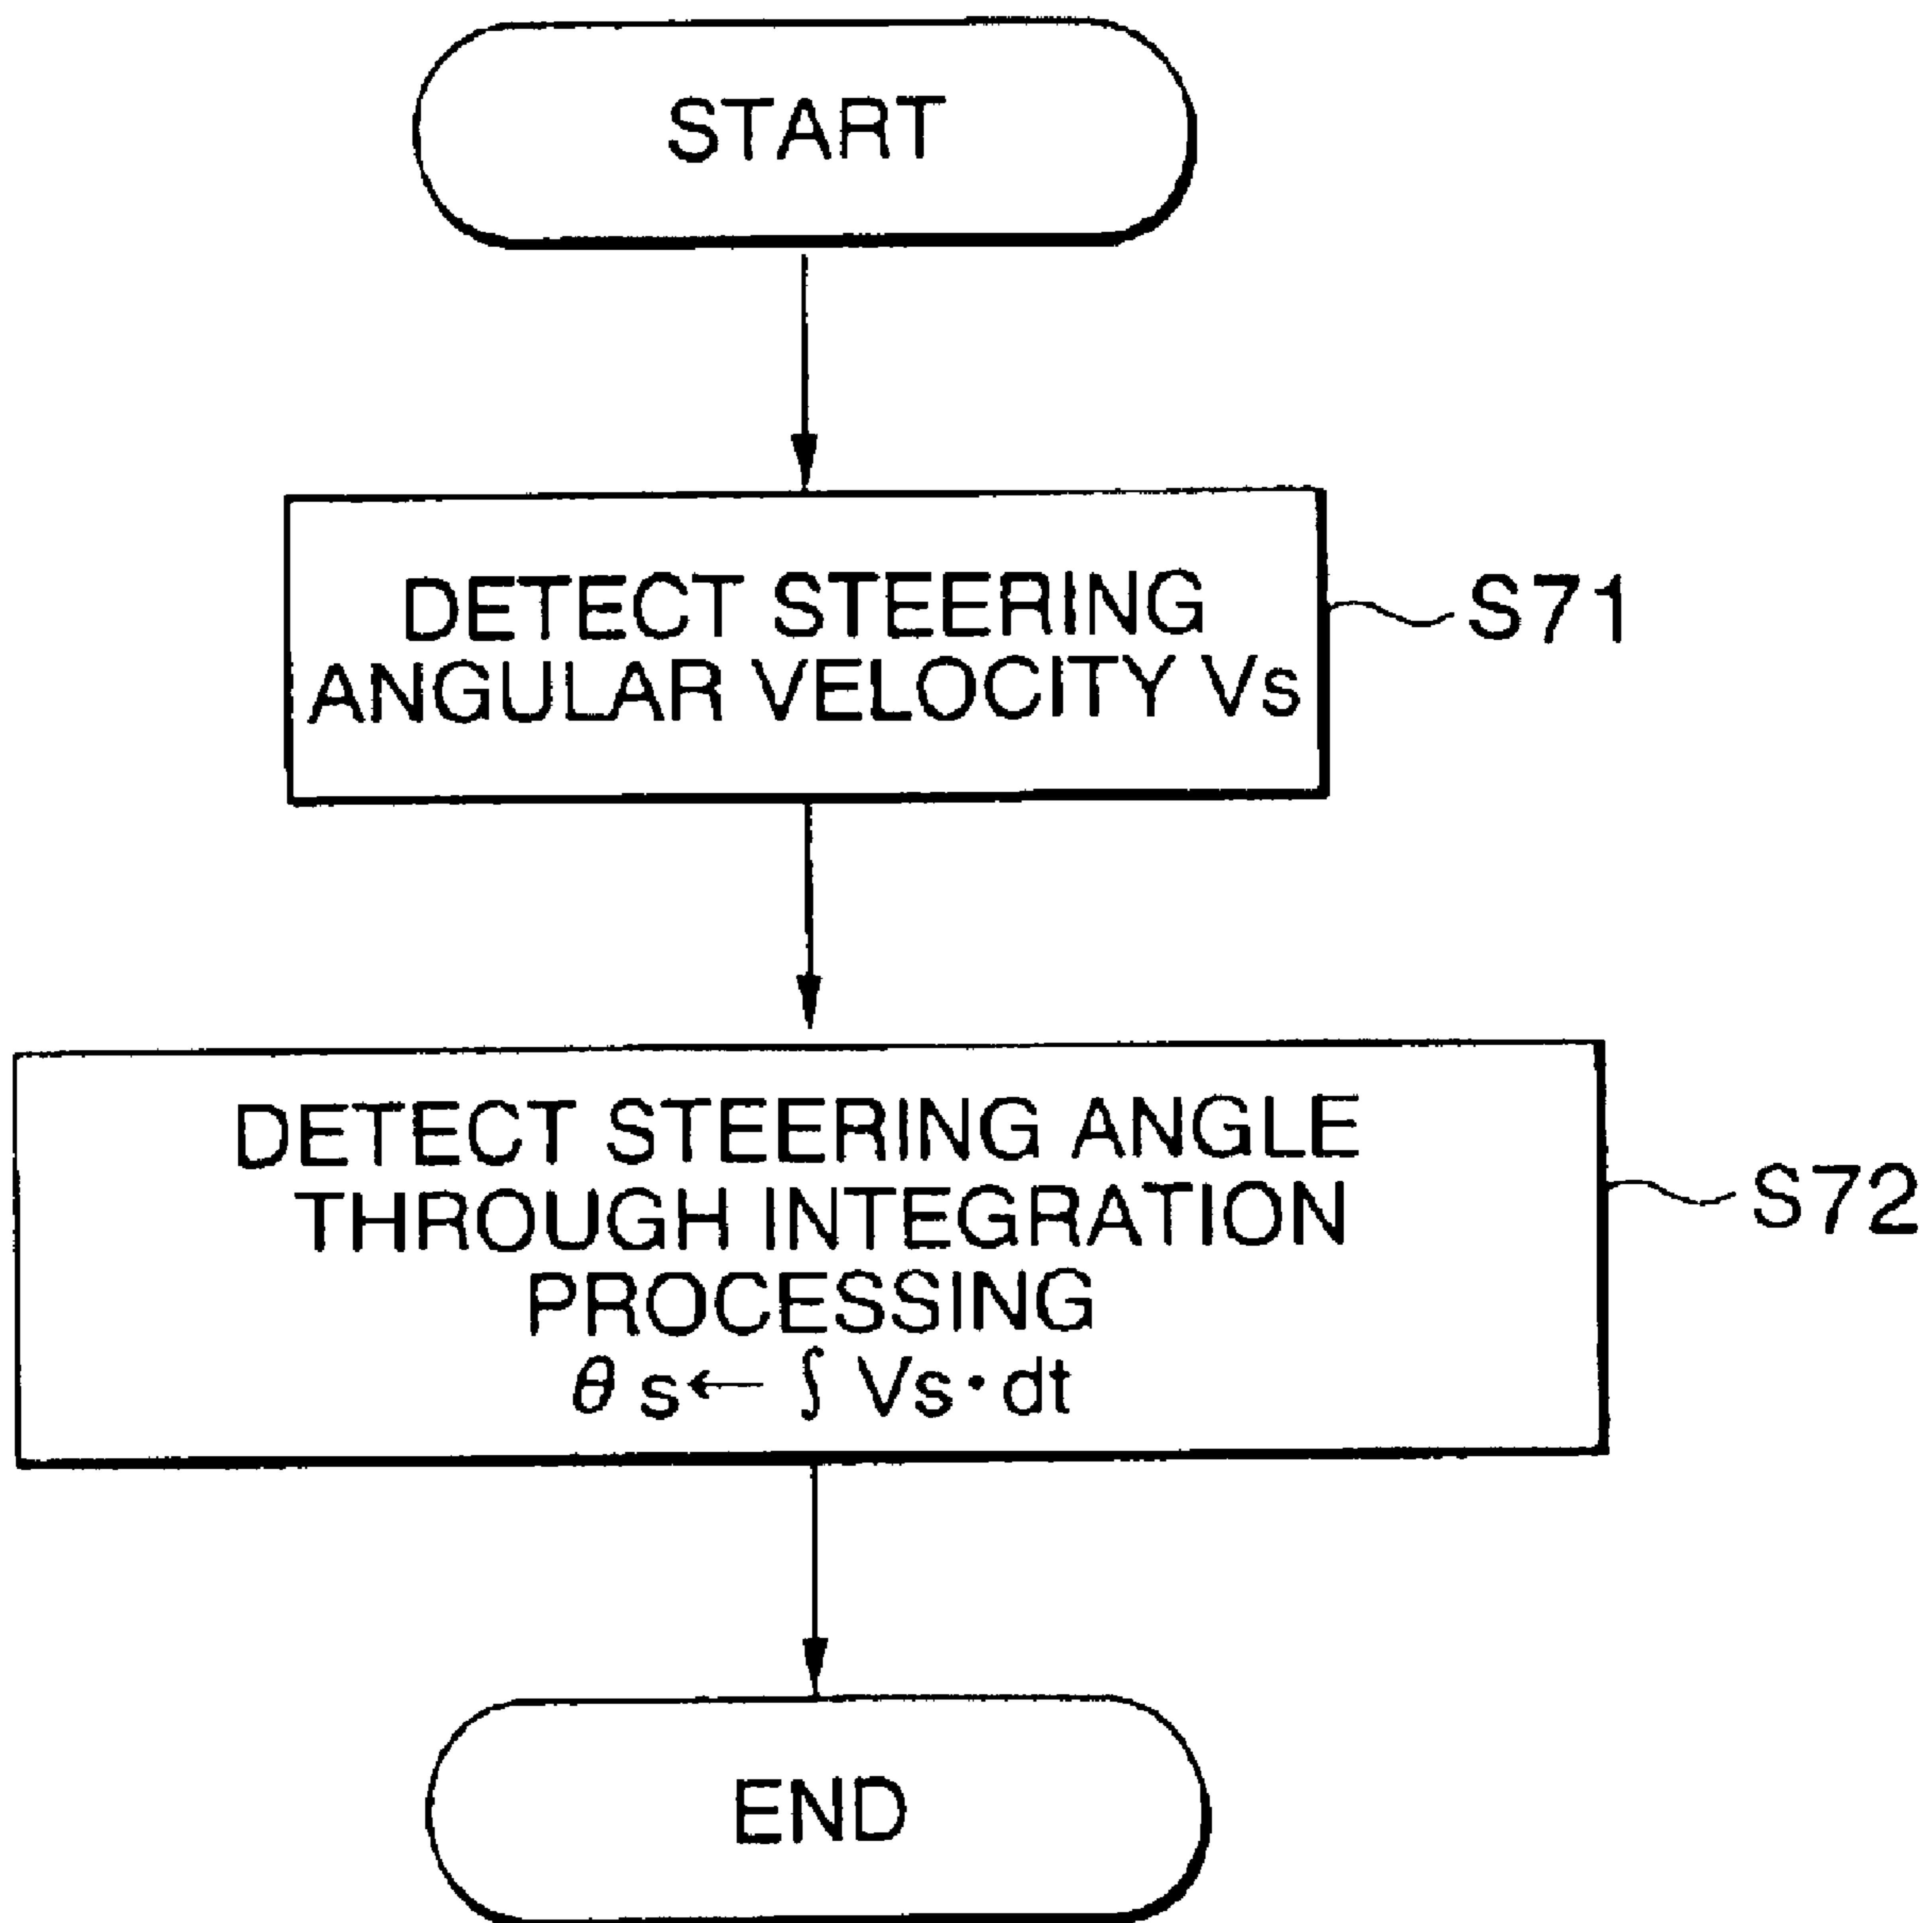 START
DETECT STEERING
ANGULAR VELOCITY Vs
S71
DETECT STEERING ANGLE
THROUGH INTEGRATION
PROCESSING
θs← ∫ Vs·dt
S72
END